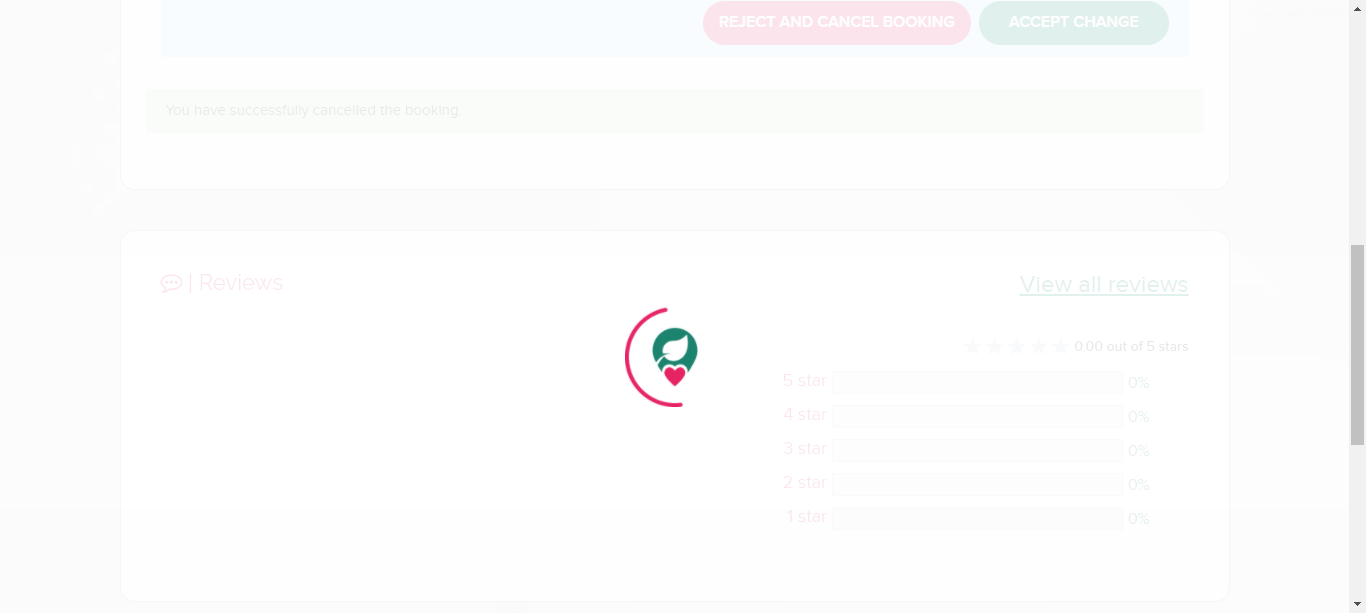 REJECT AND CANCEL BOOKING ACCEPT CHANGE
You have successfully cancelled the booking.
| Reviews
View all reviews
0.00 out of 5 stars
5 star 0%
4 star 0%
3 star 0%
2 star 0%
1 star 0%